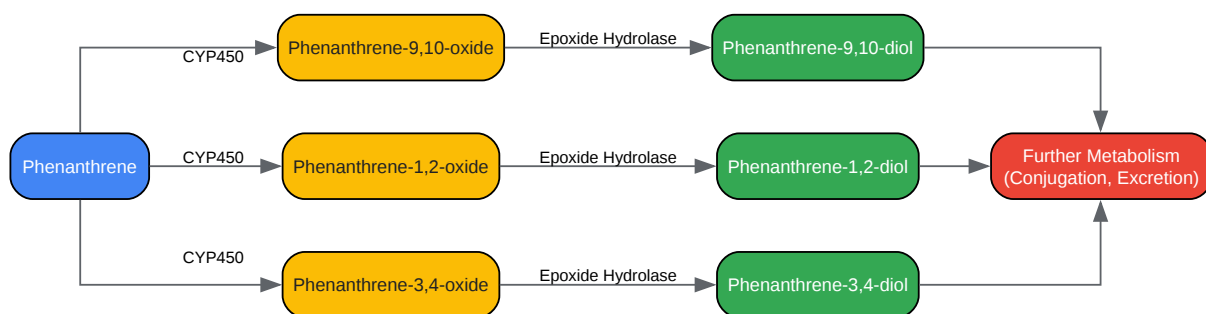 Phenanthrene-9,10-oxide
Epoxide Hydrolase
Phenanthrene-9,10-diol
CYP450
Phenanthrene
CYP450
Phenanthrene-1,2-oxide
Epoxide Hydrolase
Phenanthrene-1,2-diol
Further Metabolism
(Conjugation, Excretion)
CYP450
Phenanthrene-3,4-oxide
Epoxide Hydrolase
Phenanthrene-3,4-diol